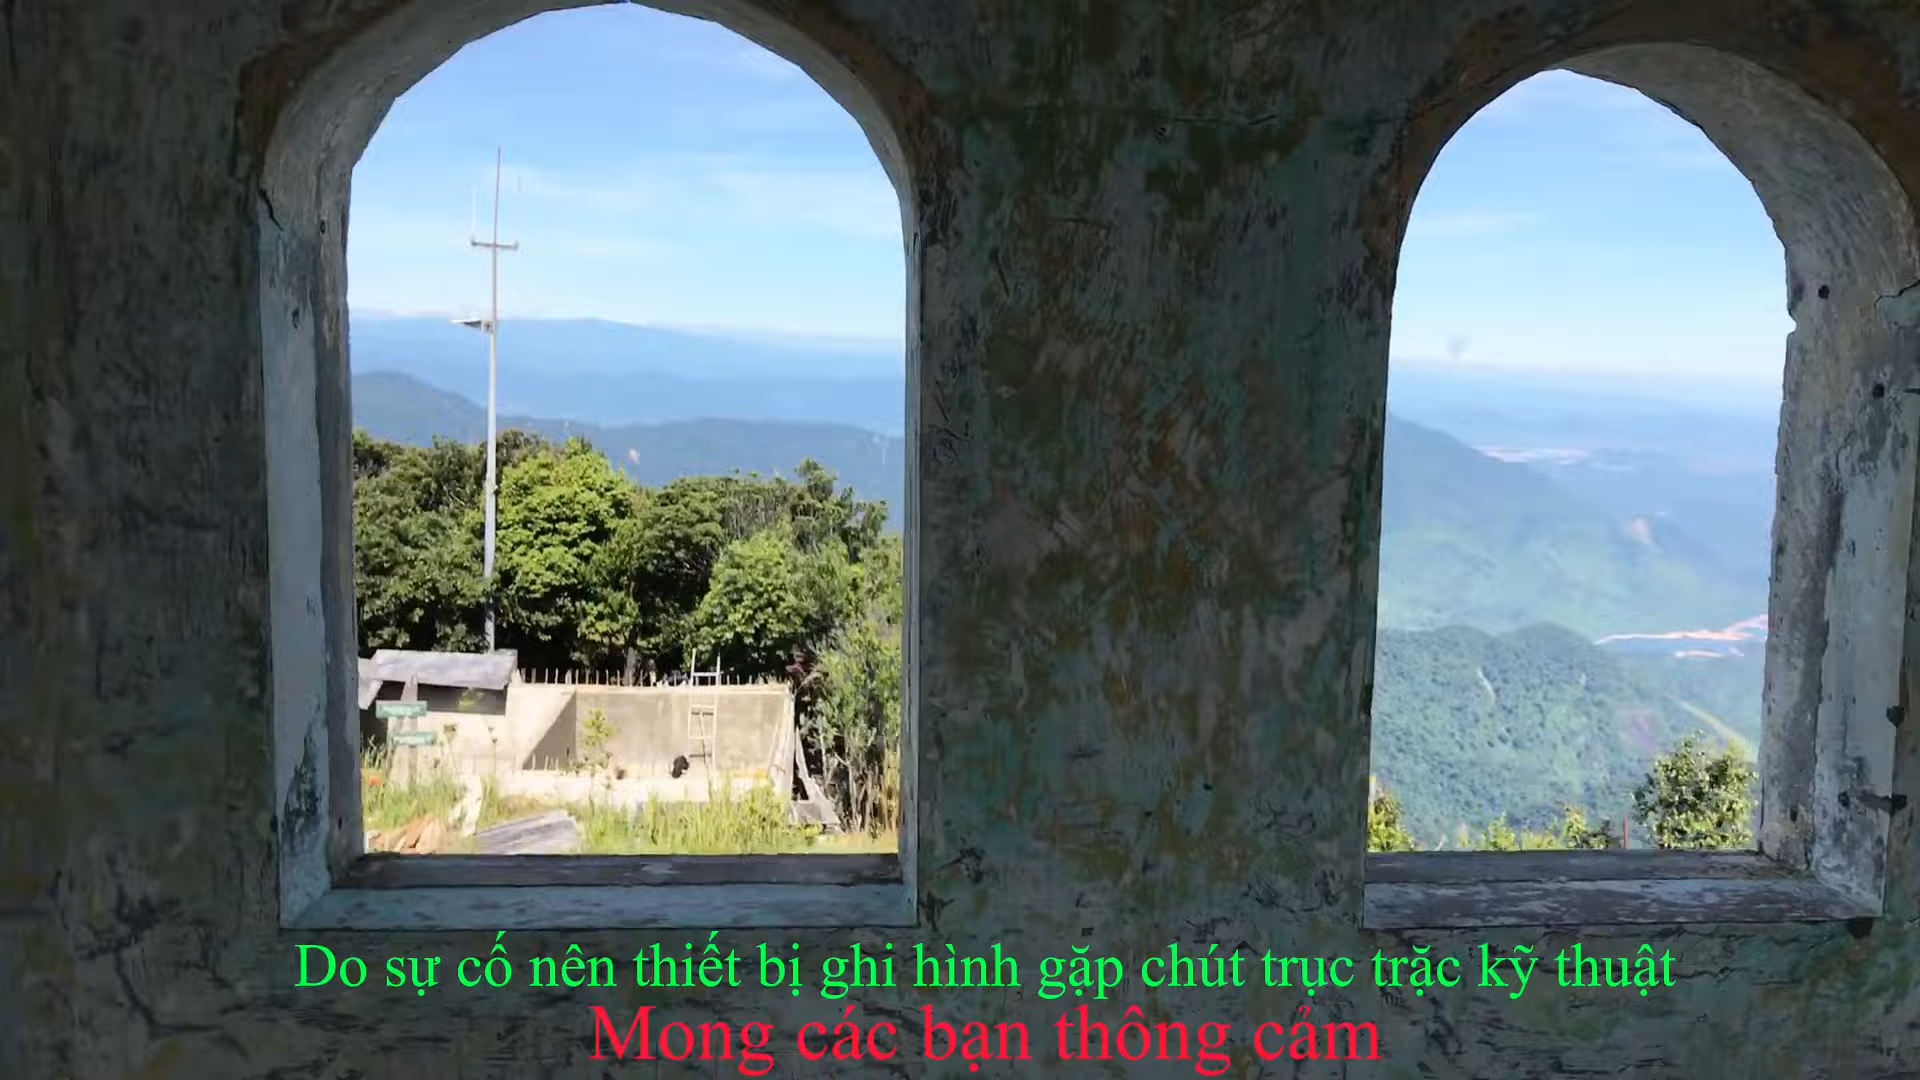 Do sự cố nên thiết bị ghi hình gặp chút trục trặc kỹ thuật
Mong các bạn thông cảm